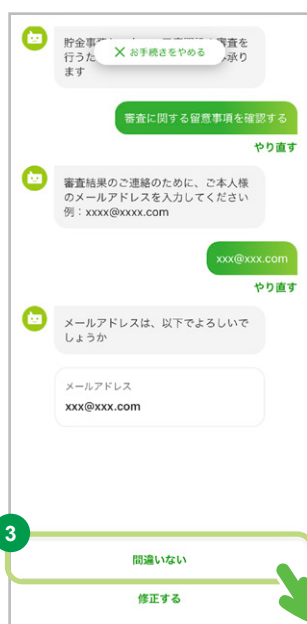 貯金事
審査を
お手続きをやめる
行うた
承り
ます
審査に関する留意事項を確認する
やり直す
審査結果のご連絡のために、ご本人様
のメールアドレスを入力してください
例：xxxx@xxxx.com
xxx@xxx.com
やり直す
メールアドレスは、以下でよろしいで
しょうか
メールアドレス
xxx@xxx.com
3
間違いない
修正する